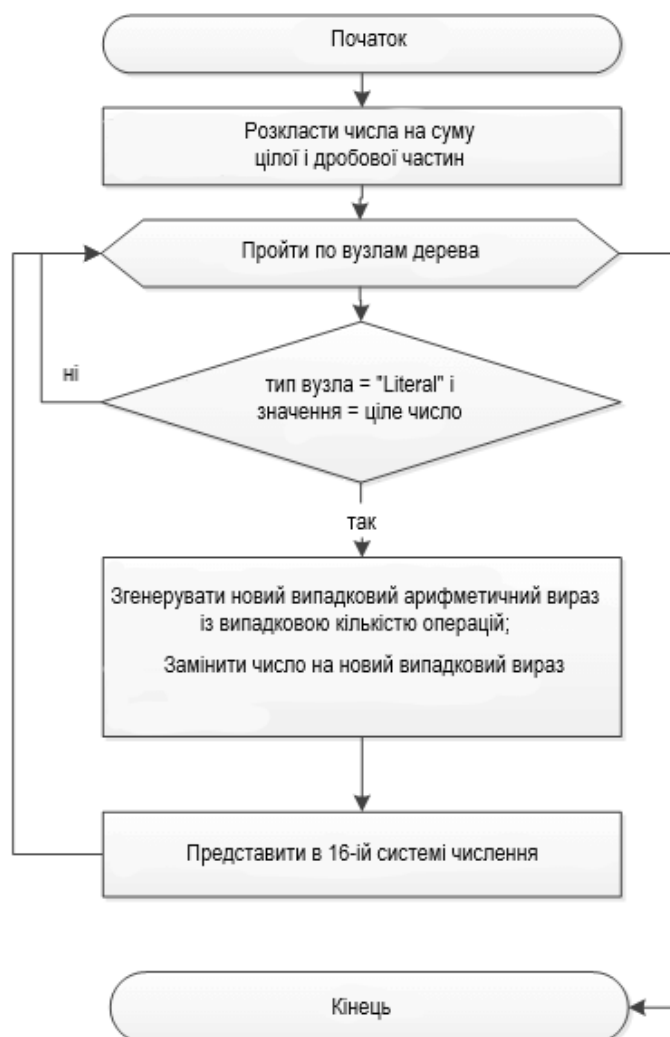 Початок
Розкласти числа на суму
цілої і дробової частин
Пройти по вузлам дерева
ні
тип вузла = "Literal" і
значення = ціле число
так
Згенерувати новий випадковий арифметичний вираз
із випадковою кількістю операцій;
Замінити число на новий випадковий вираз
Представити в 16-ій системі числення
Кінець